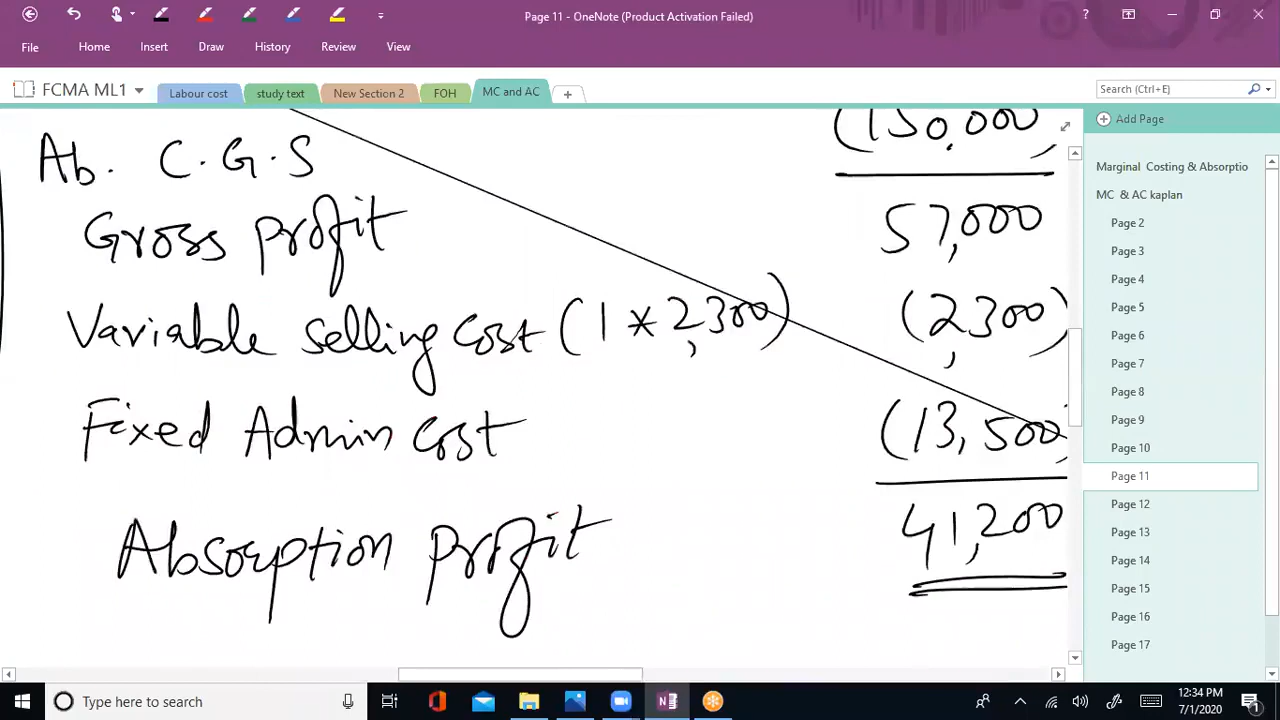 Page 11 - OneNote (Product Activation Failed)
?
File Home Insert Draw History Review View
FCMA ML1 Labour cost study text New Section 2 FOH MC and AC
Search (Ctrl+E)
Add Page
Marginal Costing & Absorptio
MC & AC kaplan
Page 2
Page 3
Page 4
Page 5
Page 6
Page 7
Page 8
Page 9
Page 10
Page 11
Page 12
Page 13
Page 14
Page 15
Page 16
Page 17
(150,000)
Ab. C.G.S
Gross profit 57,000
Variable selling cost (1 * 2,300) (2,300)
Fixed Admin cost (13,500)
Absorption profit 41,200
Type here to search
12:34 PM
7/1/2020
1